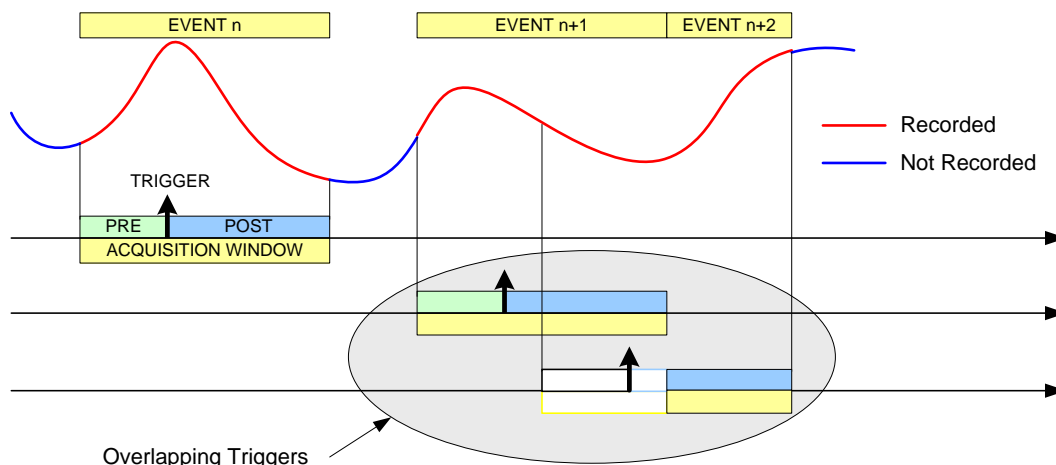 EVENT n
EVENT n+1
EVENT n+2
Recorded
Not Recorded
TRIGGER
PRE
POST
ACQUISITION WINDOW
Overlapping Triggers